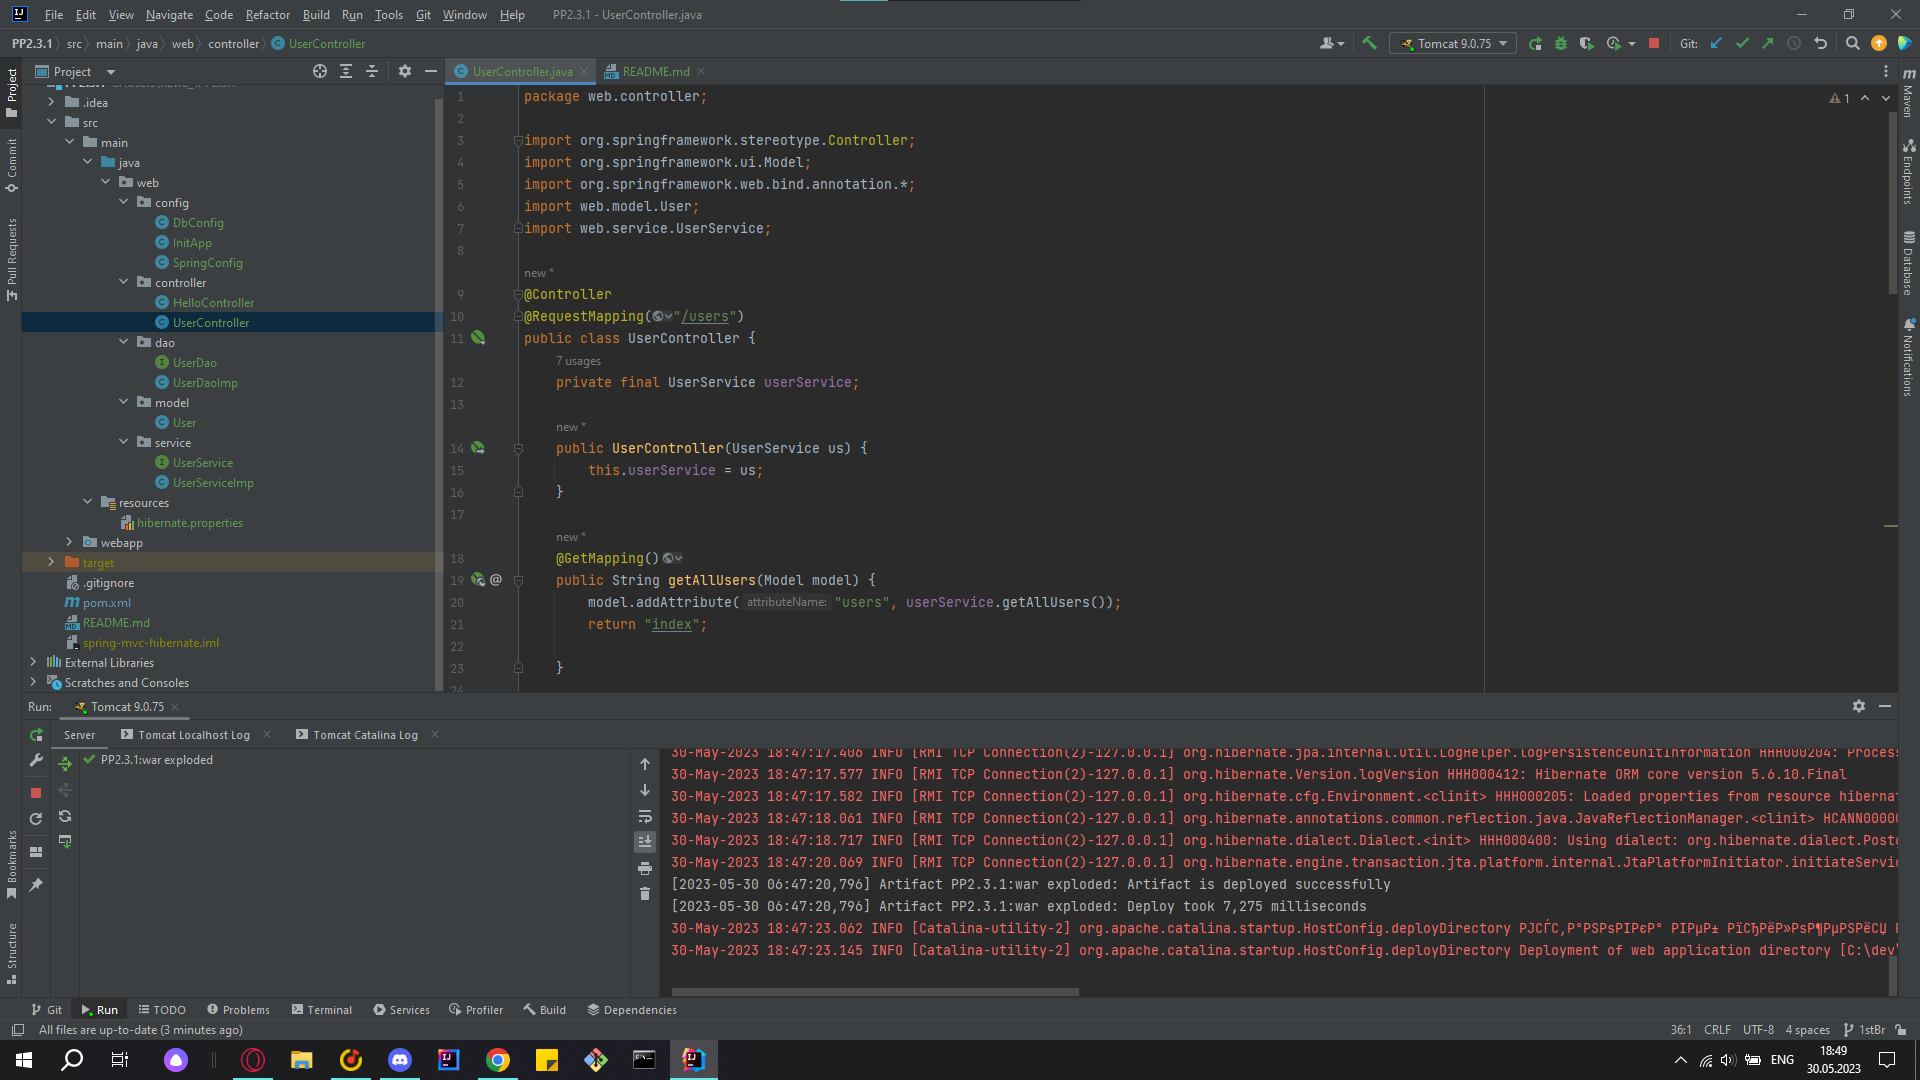 File Edit View Navigate Code Refactor Build Run Tools Git Window Help PP2.3.1 - UserController.java
PP2.3.1 src main java web controller UserController Tomcat 9.0.75 Git:
Project
UserController.java README.md
.idea
src
main
java
web
config
DbConfig
InitApp
SpringConfig
controller
HelloController
UserController
dao
UserDao
UserDaoImp
model
User
service
UserService
UserServiceImp
resources
hibernate.properties
webapp
target
.gitignore
pom.xml
README.md
spring-mvc-hibernate.iml
External Libraries
Scratches and Consoles
Project
Commit
Pull Requests
Bookmarks
Structure
1 package web.controller;
2
3 import org.springframework.stereotype.Controller;
4 import org.springframework.ui.Model;
5 import org.springframework.web.bind.annotation.*;
6 import web.model.User;
7 import web.service.UserService;
8
new *
9 @Controller
10 @RequestMapping("/users")
11 public class UserController {
7 usages
12 private final UserService userService;
13
new *
14 public UserController(UserService us) {
15 this.userService = us;
16 }
17
new *
18 @GetMapping()
19 @ public String getAllUsers(Model model) {
20 model.addAttribute( attributeName: "users", userService.getAllUsers());
21 return "index";
22
23 }
24
1
m Maven
Endpoints
Database
Notifications
Run: Tomcat 9.0.75
Server Tomcat Localhost Log Tomcat Catalina Log
PP2.3.1:war exploded
30-May-2023 18:47:17.406 INFO [RMI TCP Connection(2)-127.0.0.1] org.hibernate.jpa.internal.util.LogHelper.logPersistenceUnitInformation HHH000204: Process
30-May-2023 18:47:17.577 INFO [RMI TCP Connection(2)-127.0.0.1] org.hibernate.Version.logVersion HHH000412: Hibernate ORM core version 5.6.10.Final
30-May-2023 18:47:17.582 INFO [RMI TCP Connection(2)-127.0.0.1] org.hibernate.cfg.Environment.<clinit> HHH000205: Loaded properties from resource hibernat
30-May-2023 18:47:18.061 INFO [RMI TCP Connection(2)-127.0.0.1] org.hibernate.annotations.common.reflection.java.JavaReflectionManager.<clinit> HCANN00000
30-May-2023 18:47:18.717 INFO [RMI TCP Connection(2)-127.0.0.1] org.hibernate.dialect.Dialect.<init> HHH000400: Using dialect: org.hibernate.dialect.Post
30-May-2023 18:47:20.069 INFO [RMI TCP Connection(2)-127.0.0.1] org.hibernate.engine.transaction.jta.platform.internal.JtaPlatformInitiator.initiateServic
[2023-05-30 06:47:20,796] Artifact PP2.3.1:war exploded: Artifact is deployed successfully
[2023-05-30 06:47:20,796] Artifact PP2.3.1:war exploded: Deploy took 7,275 milliseconds
30-May-2023 18:47:23.062 INFO [Catalina-utility-2] org.apache.catalina.startup.HostConfig.deployDirectory
30-May-2023 18:47:23.145 INFO [Catalina-utility-2] org.apache.catalina.startup.HostConfig.deployDirectory Deployment of web application directory [C:\dev\
Git Run TODO Problems Terminal Services Profiler Build Dependencies
All files are up-to-date (3 minutes ago) 36:1 CRLF UTF-8 4 spaces 1stBr
ENG 18:49
30.05.2023